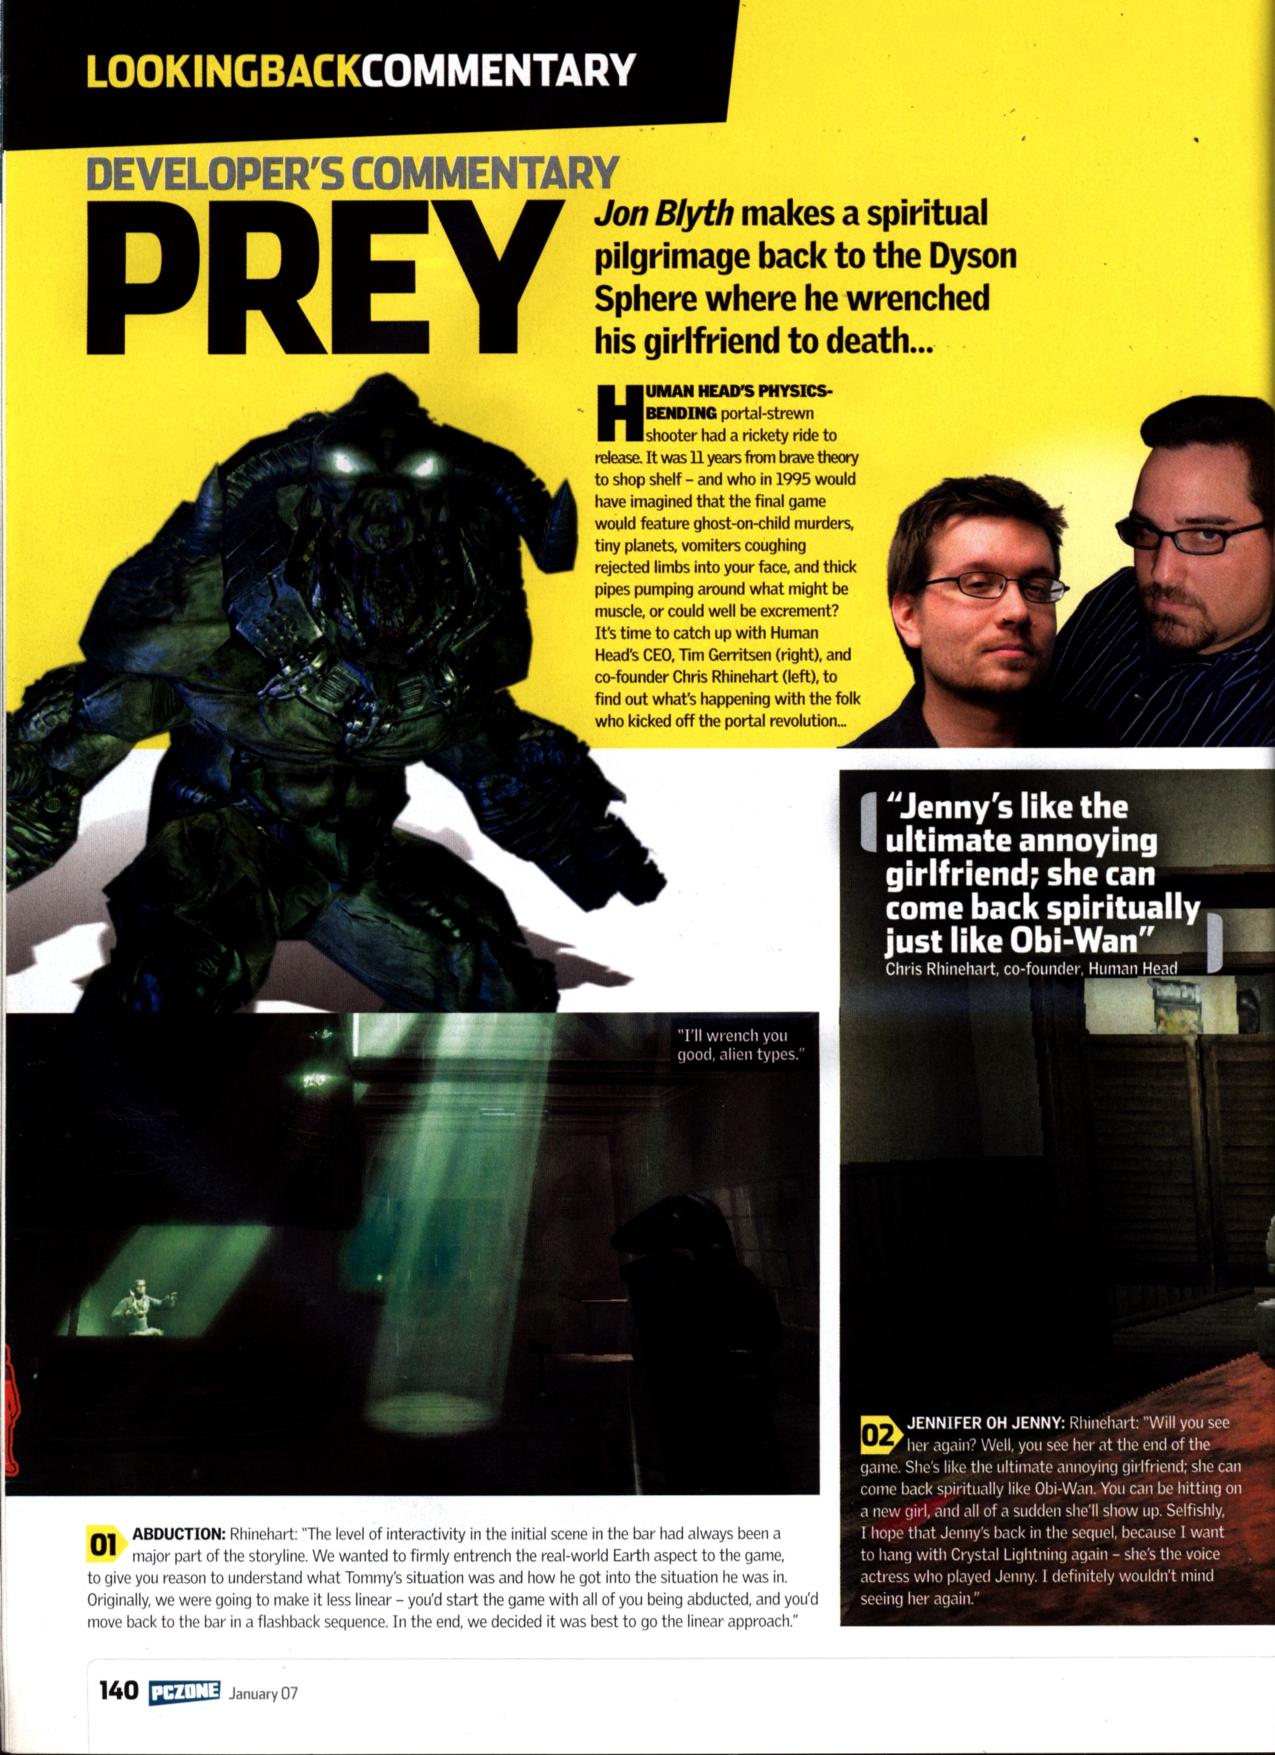 LOOKINGBACKCOMMENTARY
DEVELOPER'S COMMENTARY
PREY
Jon Blyth makes a spiritual
pilgrimage back to the Dyson
Sphere where he wrenched
his girlfriend to death...
HUMAN HEAD'S PHYSICS-
BENDING portal-strewn
shooter had a rickety ride to
release. It was 11 years from brave theory
to shop shelf – and who in 1995 would
have imagined that the final game
would feature ghost-on-child murders,
tiny planets, vomiters coughing
rejected limbs into your face, and thick
pipes pumping around what might be
muscle, or could well be excrement?
It's time to catch up with Human
Head's CEO, Tim Gerritsen (right), and
co-founder Chris Rhinehart (left), to
find out what's happening with the folk
who kicked off the portal revolution...
"Jenny's like the
ultimate annoying
girlfriend; she can
come back spiritually
just like Obi-Wan"
Chris Rhinehart, co-founder, Human Head
"I'll wrench you
good, alien types."
01 ABDUCTION: Rhinehart: "The level of interactivity in the initial scene in the bar had always been a
major part of the storyline. We wanted to firmly entrench the real-world Earth aspect to the game,
to give you reason to understand what Tommy's situation was and how he got into the situation he was in.
Originally, we were going to make it less linear – you'd start the game with all of you being abducted, and you'd
move back to the bar in a flashback sequence. In the end, we decided it was best to go the linear approach."
02 JENNIFER OH JENNY: Rhinehart: "Will you see
her again? Well, you see her at the end of the
game. She's like the ultimate annoying girlfriend; she can
come back spiritually like Obi-Wan. You can be hitting on
a new girl, and all of a sudden she'll show up. Selfishly,
I hope that Jenny's back in the sequel, because I want
to hang with Crystal Lightning again – she's the voice
actress who played Jenny. I definitely wouldn't mind
seeing her again."
140 PCZONE January 07